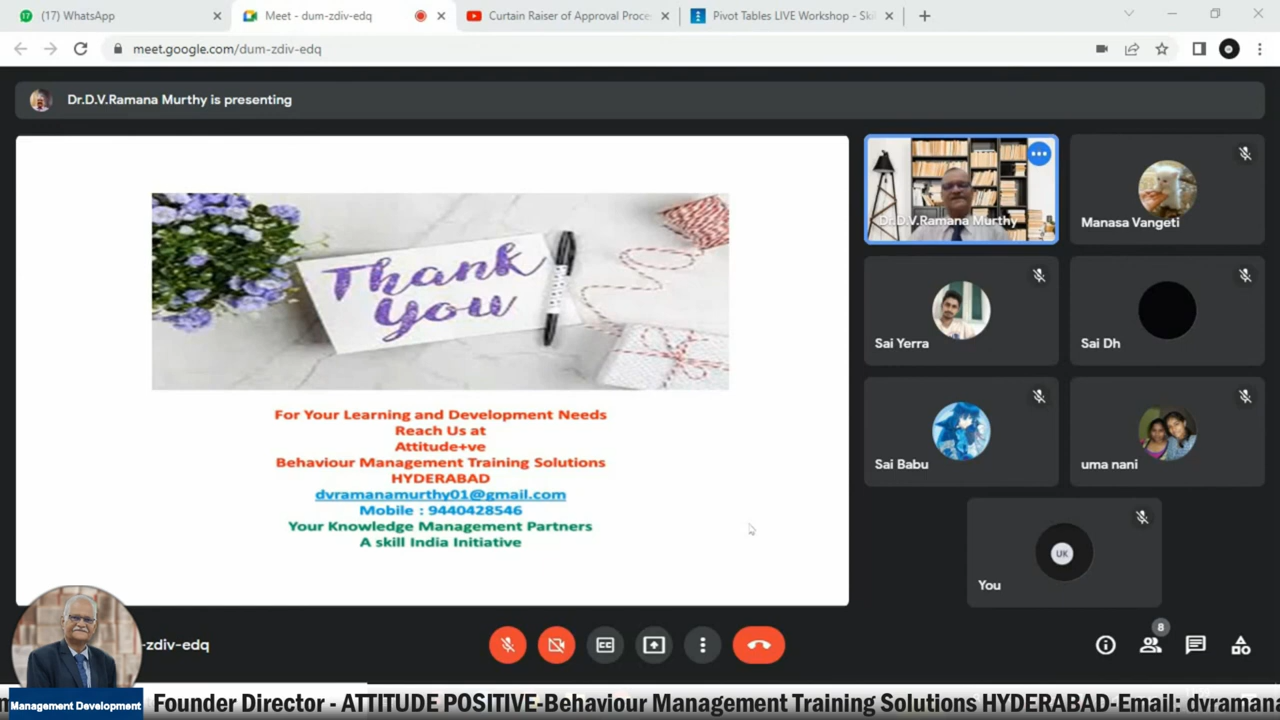 (17) WhatsApp
Meet - dum-zdiv-edq
Curtain Raiser of Approval Proce
Pivot Tables LIVE Workshop - Ski
meet.google.com/dum-zdiv-edq
Dr.D.V.Ramana Murthy is presenting
Thank
You
For Your Learning and Development Needs
Reach Us at
Attitude+ve
Behaviour Management Training Solutions
HYDERABAD
dvramanamurthy01@gmail.com
Mobile : 9440428546
Your Knowledge Management Partners
A skill India Initiative
Dr.D.V.Ramana Murthy
Manasa Vangeti
Sai Yerra
Sai Dh
Sai Babu
uma nani
UK
You
-zdiv-edq
CC
8
Management Development
Founder Director - ATTITUDE POSITIVE-Behaviour Management Training Solutions HYDERABAD-Email: dvramana